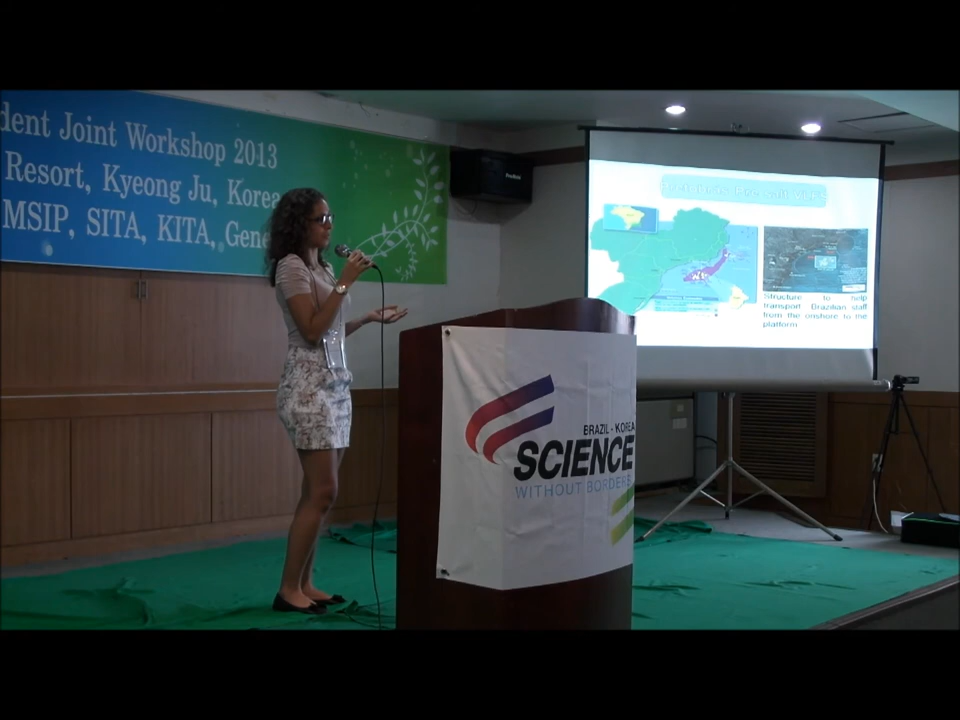 dent Joint Workshop 2013
Resort, Kyeong Ju, Korea
MSIP, SITA, KITA, Gene
Structure to help
transport Brazilian staff
from the onshore to the
platform
BRAZIL - KOREA
SCIENCE
WITHOUT BORDERS